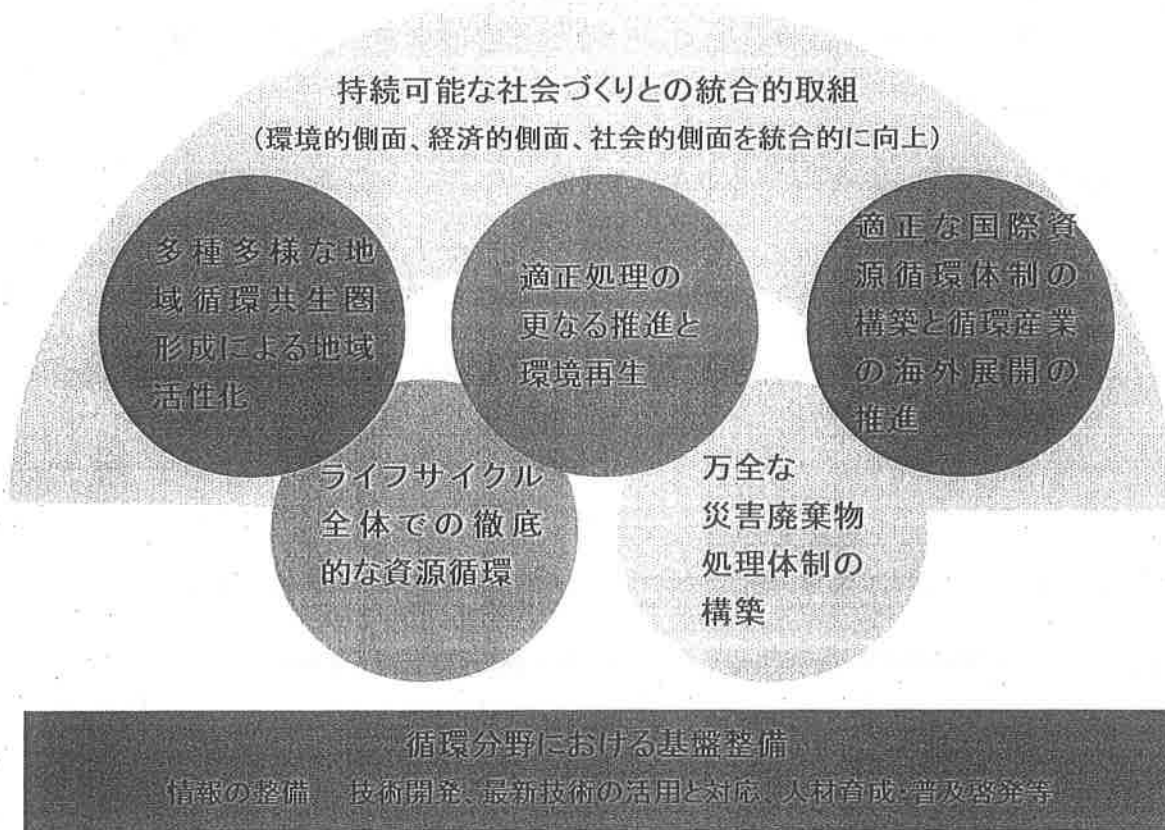 持続可能な社会づくりとの統合的取組
（環境的側面、経済的側面、社会的側面を統合的に向上）
多種多様な地
域循環共生圏
形成による地域
活性化
適正処理の
更なる推進と
環境再生
適正な国際資
源循環体制の
構築と循環産業
の海外展開の
推進
ライフサイクル
全体での徹底
的な資源循環
万全な
災害廃棄物
処理体制の
構築
循環分野における基盤整備
情報の整備　技術開発、最新技術の活用と対応、人材育成・普及啓発等